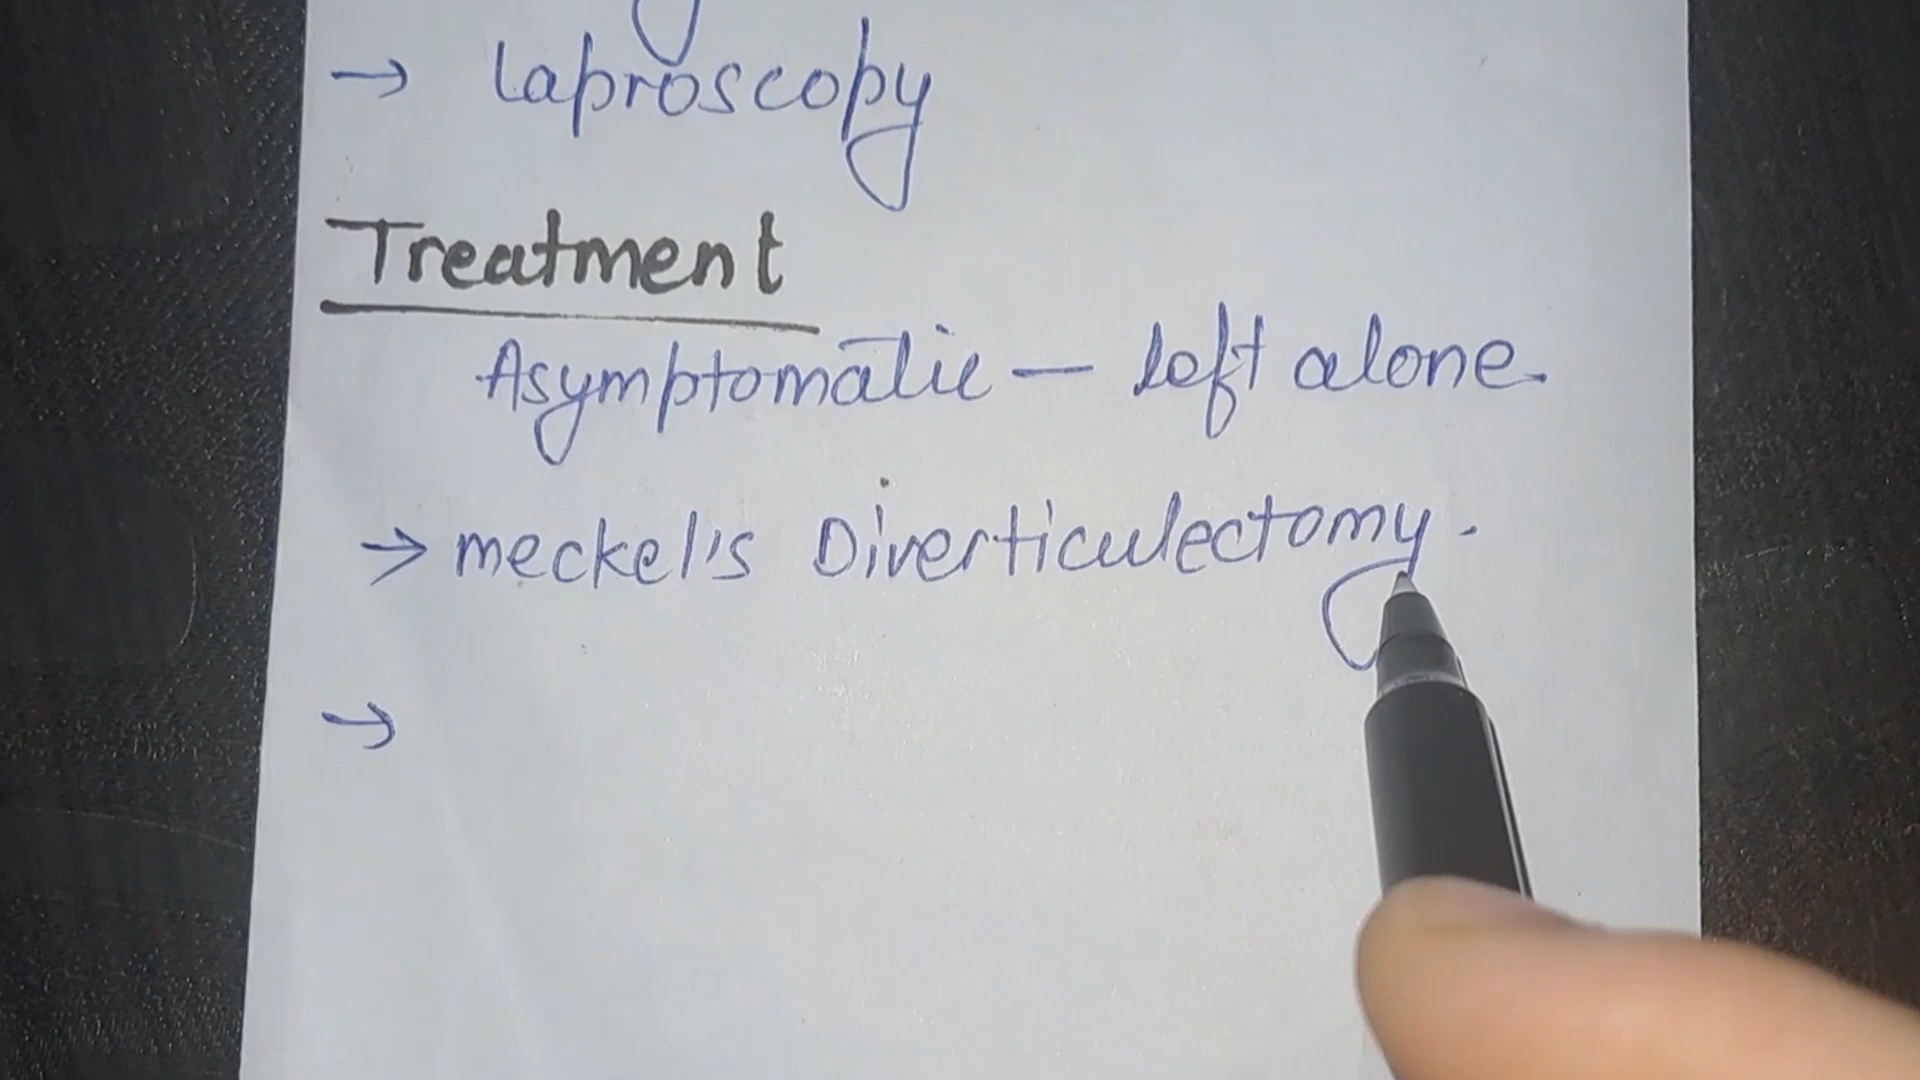 → Laproscopy
Treatment
Asymptomatic — left alone.
→ meckel's Diverticulectomy.
→